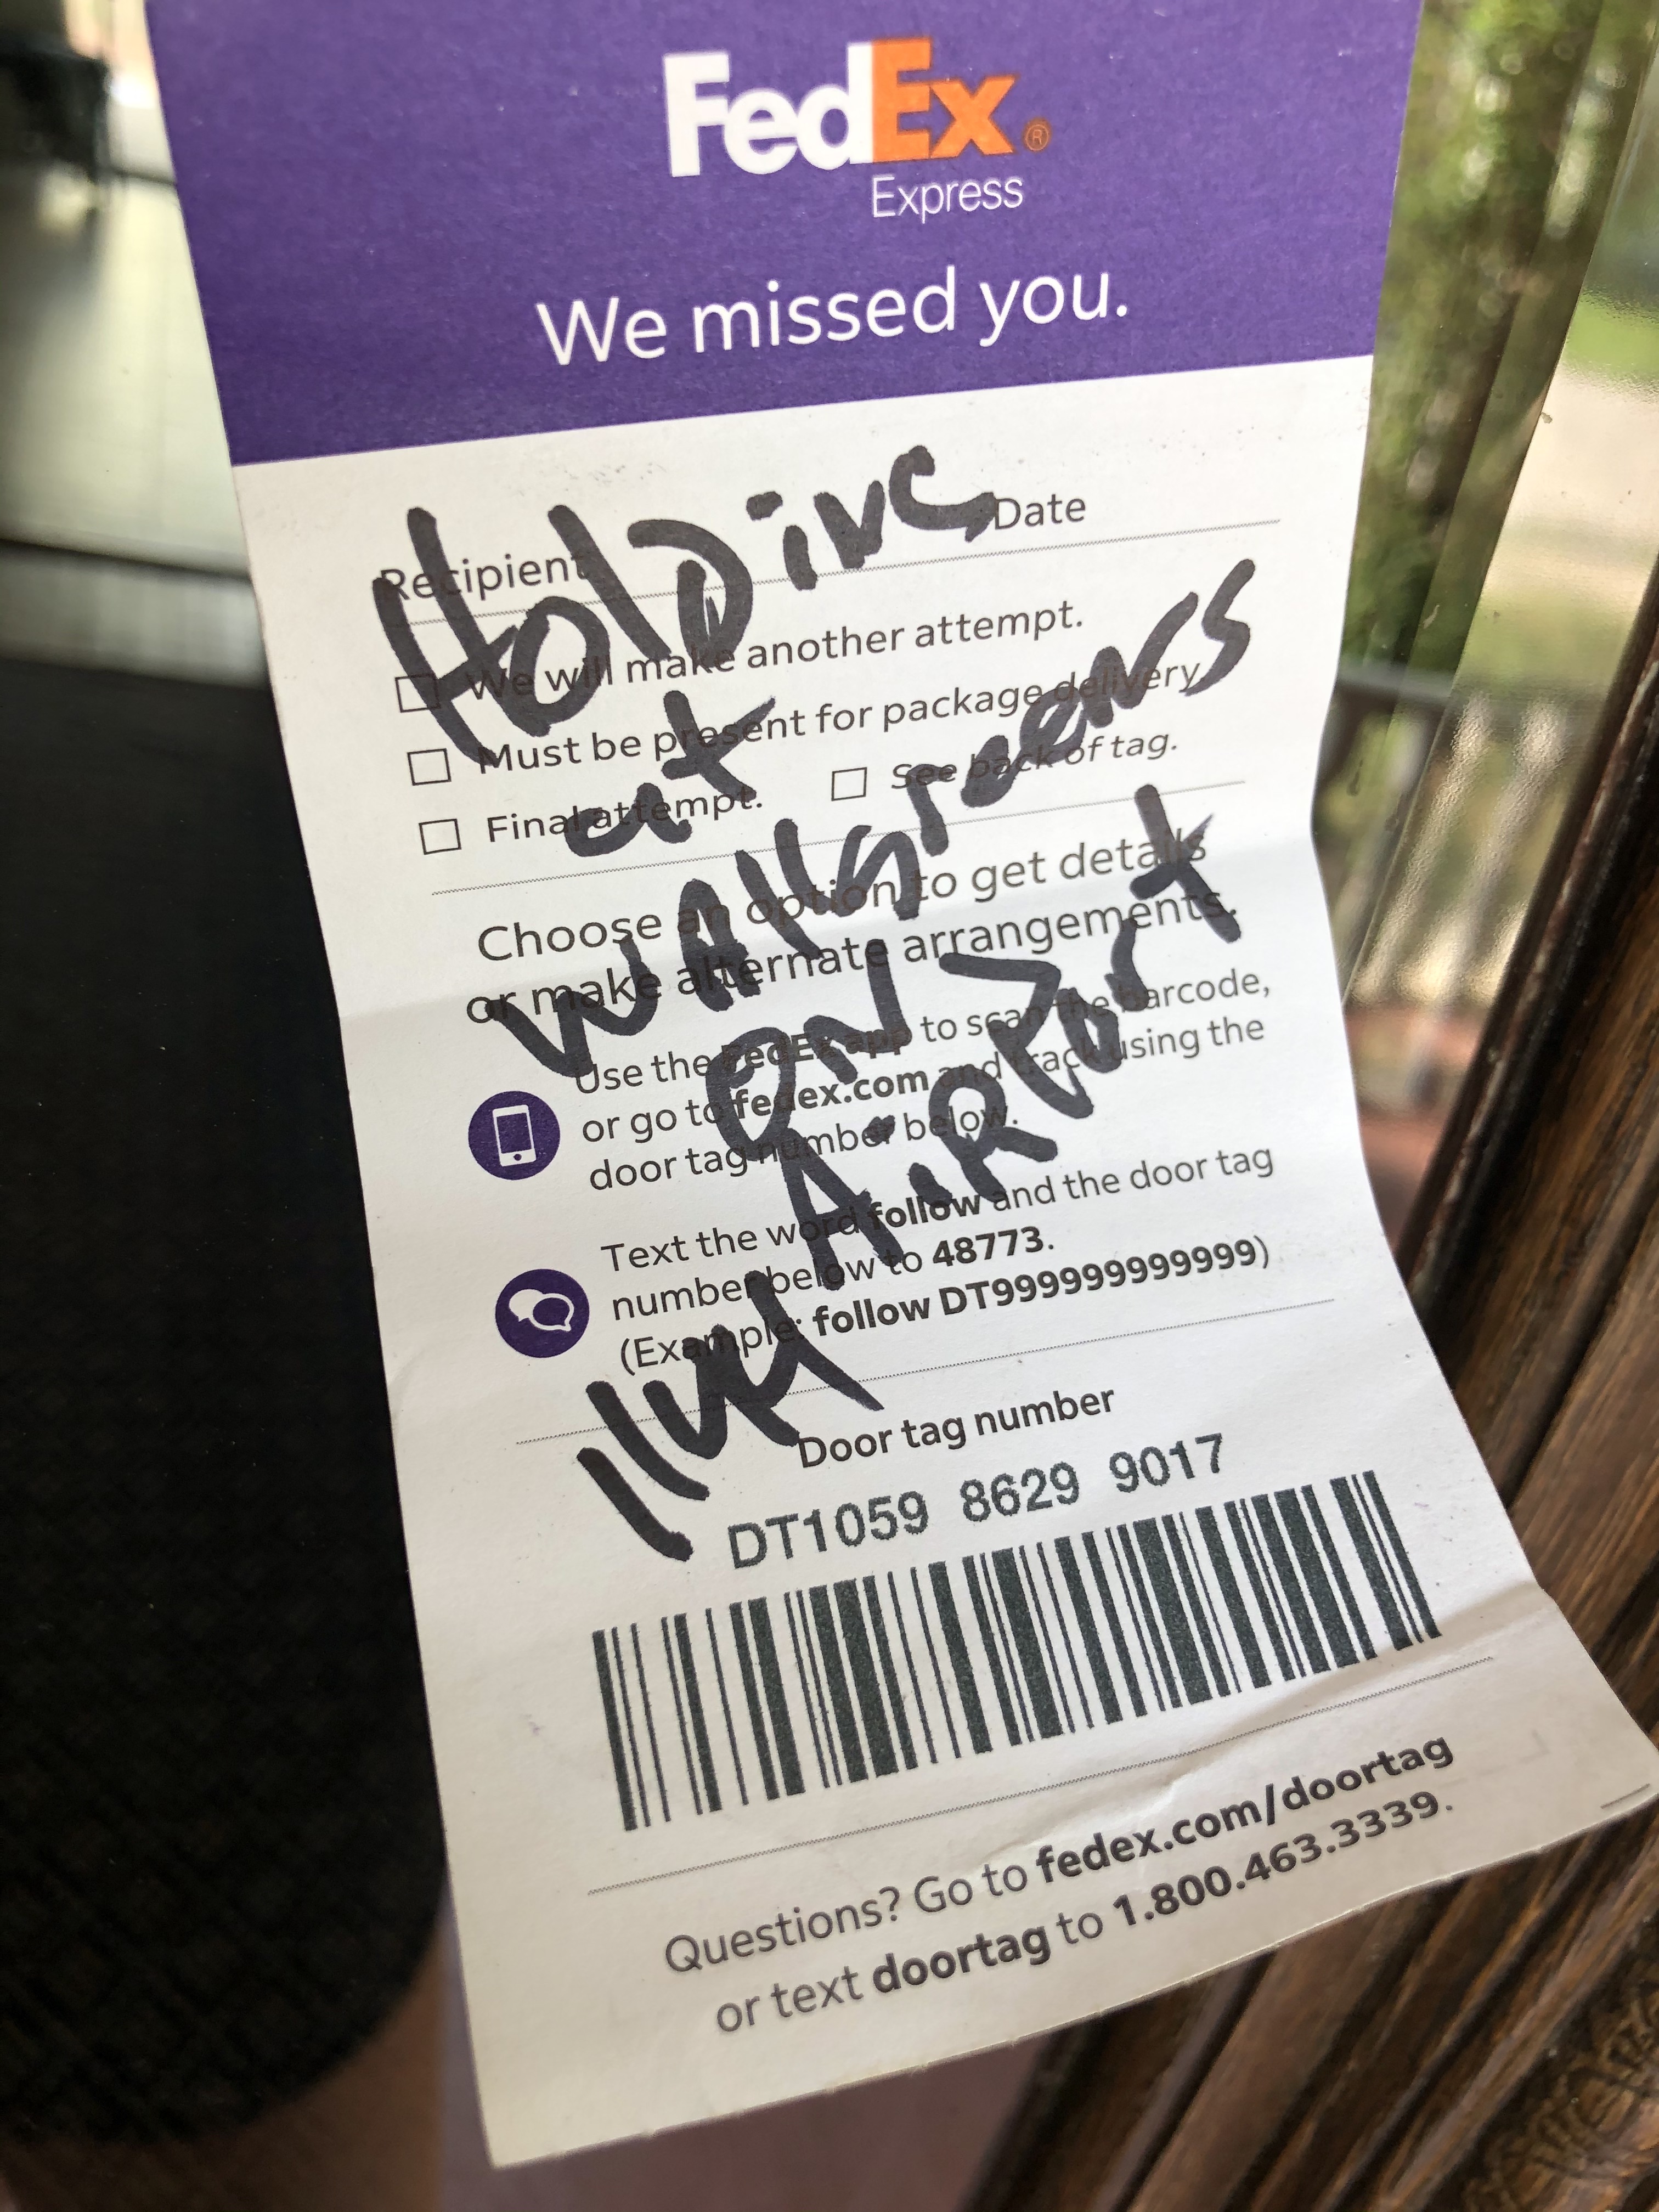 FedEx®
Express
We missed you.
Recipient Date
We will make another attempt.
Must be present for package delivery.
Final attempt. See back of tag.
Choose an option to get details
or make alternate arrangements.
Use the FedEx app to scan the barcode,
or go to fedex.com and track using the
door tag number below.
Text the word follow and the door tag
number below to 48773.
(Example: follow DT999999999999)
Door tag number
DT1059 8629 9017
Questions? Go to fedex.com/doortag
or text doortag to 1.800.463.3339.
Holding
at
WAllgreens
ON
AiRPort
Hwy